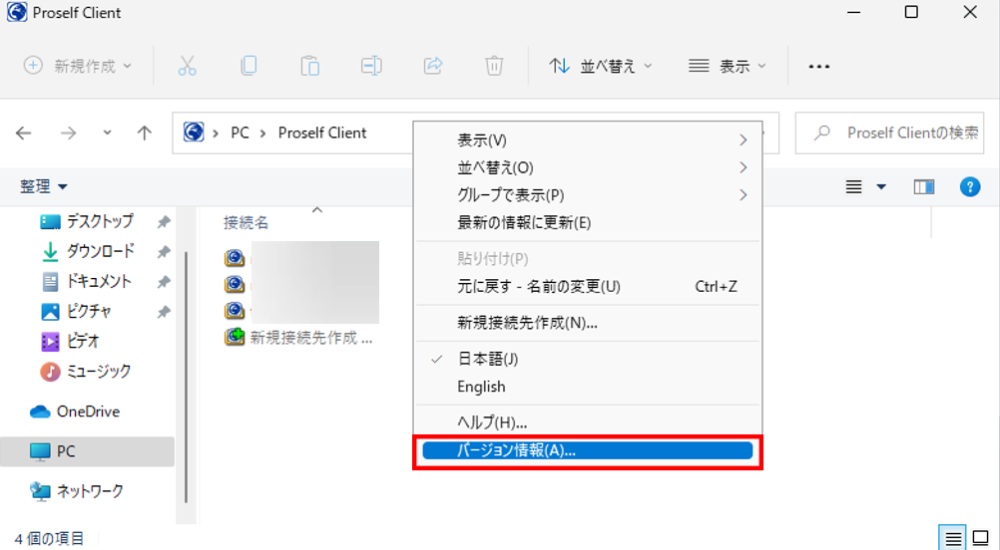 Proself Client
新規作成
並べ替え
表示
PC
Proself Client
Proself Clientの検索
整理
デスクトップ
ダウンロード
ドキュメント
ピクチャ
ビデオ
ミュージック
OneDrive
PC
ネットワーク
接続名
新規接続先作成 ...
表示(V)
並べ替え(O)
グループで表示(P)
最新の情報に更新(E)
貼り付け(P)
元に戻す - 名前の変更(U) Ctrl+Z
新規接続先作成(N)...
日本語(J)
English
ヘルプ(H)...
バージョン情報(A)...
4 個の項目